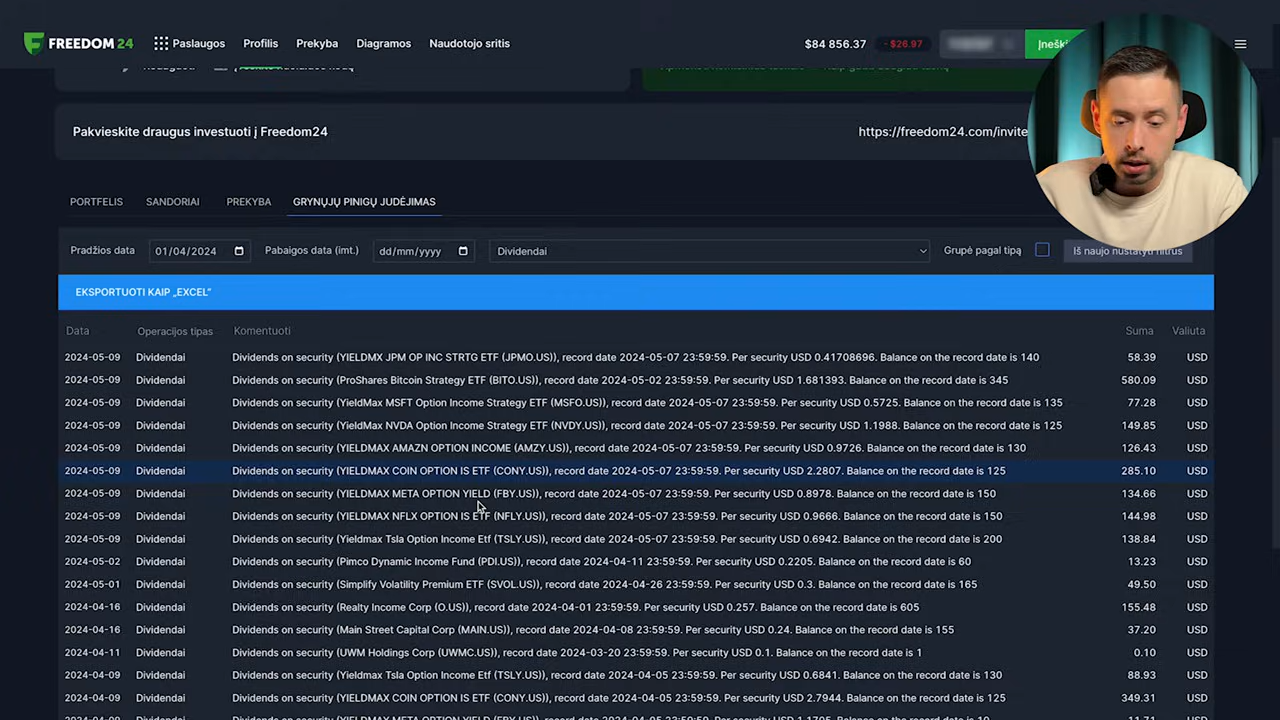 FREEDOM 24 Paslaugos Profilis Prekyba Diagramos Naudotojo sritis $84 856.37 - $26.97
Pakvieskite draugus investuoti į Freedom24 https://freedom24.com/invite
PORTFELIS SANDORIAI PREKYBA GRYNŲJŲ PINIGŲ JUDĖJIMAS
Pradžios data 01/04/2024 Pabaigos data (imt.) dd/mm/yyyy Dividendai Grupė pagal tipą Iš naujo nustatyti filtrus
EKSPORTUOTI KAIP „EXCEL"
Data Operacijos tipas Komentuoti Suma Valiuta
2024-05-09 Dividendai Dividends on security (YIELDMX JPM OP INC STRTG ETF (JPMO.US)), record date 2024-05-07 23:59:59. Per security USD 0.41708696. Balance on the record date is 140 58.39 USD
2024-05-09 Dividendai Dividends on security (ProShares Bitcoin Strategy ETF (BITO.US)), record date 2024-05-02 23:59:59. Per security USD 1.681393. Balance on the record date is 345 580.09 USD
2024-05-09 Dividendai Dividends on security (YieldMax MSFT Option Income Strategy ETF (MSFO.US)), record date 2024-05-07 23:59:59. Per security USD 0.5725. Balance on the record date is 135 77.28 USD
2024-05-09 Dividendai Dividends on security (YieldMax NVDA Option Income Strategy ETF (NVDY.US)), record date 2024-05-07 23:59:59. Per security USD 1.1988. Balance on the record date is 125 149.85 USD
2024-05-09 Dividendai Dividends on security (YIELDMAX AMAZN OPTION INCOME (AMZY.US)), record date 2024-05-07 23:59:59. Per security USD 0.9726. Balance on the record date is 130 126.43 USD
2024-05-09 Dividendai Dividends on security (YIELDMAX COIN OPTION IS ETF (CONY.US)), record date 2024-05-07 23:59:59. Per security USD 2.2807. Balance on the record date is 125 285.10 USD
2024-05-09 Dividendai Dividends on security (YIELDMAX META OPTION YIELD (FBY.US)), record date 2024-05-07 23:59:59. Per security USD 0.8978. Balance on the record date is 150 134.66 USD
2024-05-09 Dividendai Dividends on security (YIELDMAX NFLX OPTION IS ETF (NFLY.US)), record date 2024-05-07 23:59:59. Per security USD 0.9666. Balance on the record date is 150 144.98 USD
2024-05-09 Dividendai Dividends on security (Yieldmax Tsla Option Income Etf (TSLY.US)), record date 2024-05-07 23:59:59. Per security USD 0.6942. Balance on the record date is 200 138.84 USD
2024-05-02 Dividendai Dividends on security (Pimco Dynamic Income Fund (PDI.US)), record date 2024-04-11 23:59:59. Per security USD 0.2205. Balance on the record date is 60 13.23 USD
2024-05-01 Dividendai Dividends on security (Simplify Volatility Premium ETF (SVOL.US)), record date 2024-04-26 23:59:59. Per security USD 0.3. Balance on the record date is 165 49.50 USD
2024-04-16 Dividendai Dividends on security (Realty Income Corp (O.US)), record date 2024-04-01 23:59:59. Per security USD 0.257. Balance on the record date is 605 155.48 USD
2024-04-16 Dividendai Dividends on security (Main Street Capital Corp (MAIN.US)), record date 2024-04-08 23:59:59. Per security USD 0.24. Balance on the record date is 155 37.20 USD
2024-04-11 Dividendai Dividends on security (UWM Holdings Corp (UWMC.US)), record date 2024-03-20 23:59:59. Per security USD 0.1. Balance on the record date is 1 0.10 USD
2024-04-09 Dividendai Dividends on security (Yieldmax Tsla Option Income Etf (TSLY.US)), record date 2024-04-05 23:59:59. Per security USD 0.6841. Balance on the record date is 130 88.93 USD
2024-04-09 Dividendai Dividends on security (YIELDMAX COIN OPTION IS ETF (CONY.US)), record date 2024-04-05 23:59:59. Per security USD 2.7944. Balance on the record date is 125 349.31 USD